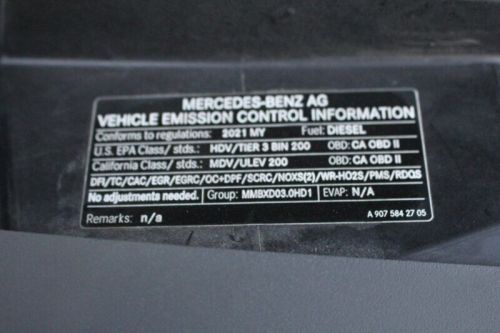 MERCEDES-BENZ AG
VEHICLE EMISSION CONTROL INFORMATION
Conforms to regulations: 2021 MY Fuel: DIESEL
U.S. EPA Class/ stds.: HDV/TIER 3 BIN 200 OBD: CA OBD II
California Class/ stds.: MDV/ULEV 200 OBD: CA OBD II
DFI/TC/CAC/EGR/EGRC/OC+DPF/SCRC/NOXS(2)/WR-HO2S/PMS/RDQS
No adjustments needed. Group: MMBXD03.0HD1 EVAP: N/A
Remarks: n/a
A 907 584 27 05